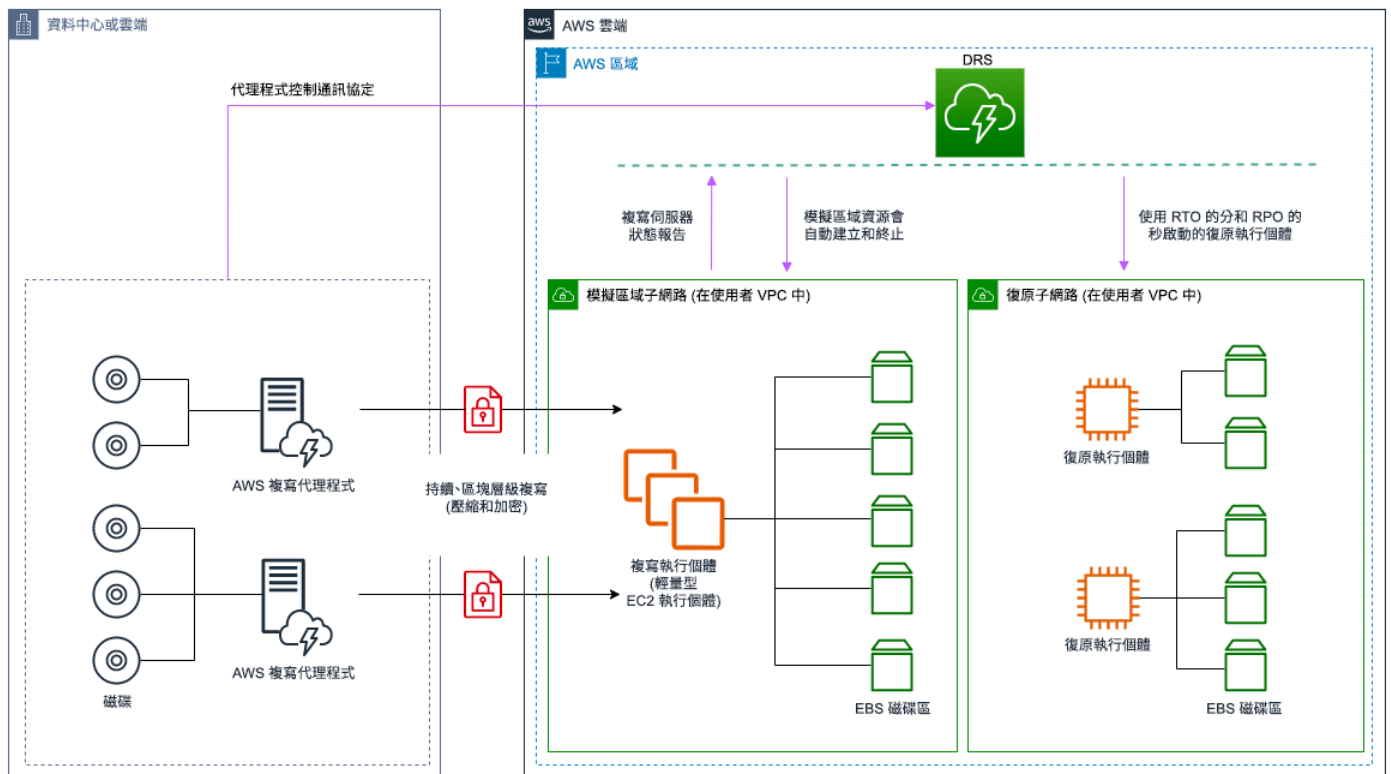 資料中心或雲端
aws
AWS 雲端
AWS 區域
DRS
代理程式控制通訊協定
複寫伺服器
狀態報告
模擬區域資源會
自動建立和終止
使用 RTO 的分和 RPO 的
秒啟動的復原執行個體
模擬區域子網路 (在使用者 VPC 中)
復原子網路 (在使用者 VPC 中)
AWS 複寫代理程式
持續、區塊層級複寫
(壓縮和加密)
複寫執行個體
(輕量型
EC2 執行個體)
復原執行個體
AWS 複寫代理程式
復原執行個體
磁碟
EBS 磁碟區
EBS 磁碟區